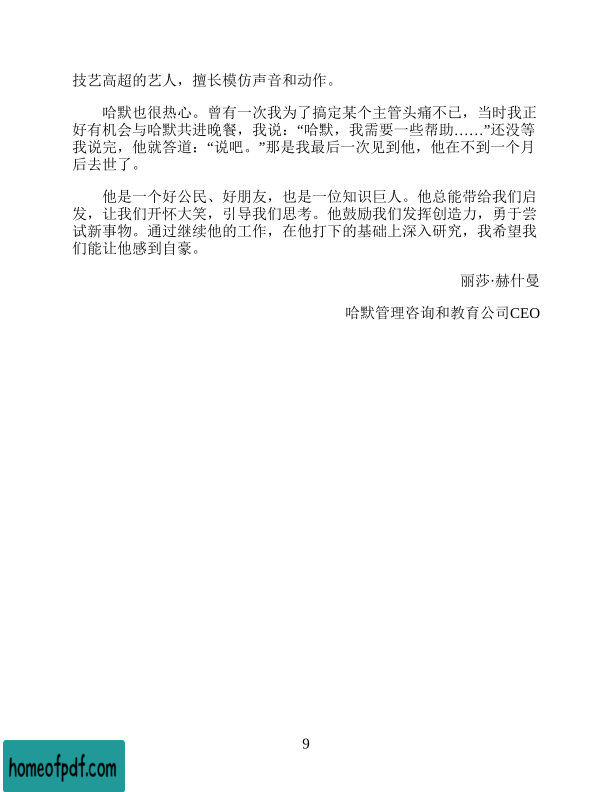 技艺高超的艺人，擅长模仿声音和动作。
哈默也很热心。曾有一次我为了搞定某个主管头痛不已，当时我正
好有机会与哈默共进晚餐，我说：“哈默，我需要一些帮助……”还没等
我说完，他就答道：“说吧。”那是我最后一次见到他，他在不到一个月
后去世了。
他是一个好公民、好朋友，也是一位知识巨人。他总能带给我们启
发，让我们开怀大笑，引导我们思考。他鼓励我们发挥创造力，勇于尝
试新事物。通过继续他的工作，在他打下的基础上深入研究，我希望我
们能让他感到自豪。
丽莎·赫什曼
哈默管理咨询和教育公司CEO
9
homeofpdf.com